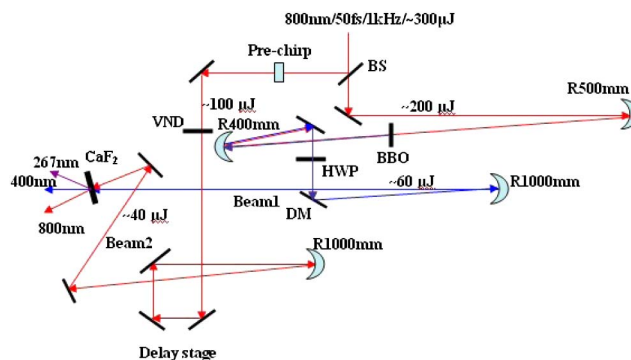 800nm/50fs/1kHz/~300μJ
Pre-chirp
BS
R500mm
~100 μJ
~200 μJ
VND
R400mm
267nm
CaF₂
HWP
BBO
400nm
~60 μJ
R1000mm
Beam1
DM
800nm
~40 μJ
Beam2
R1000mm
Delay stage